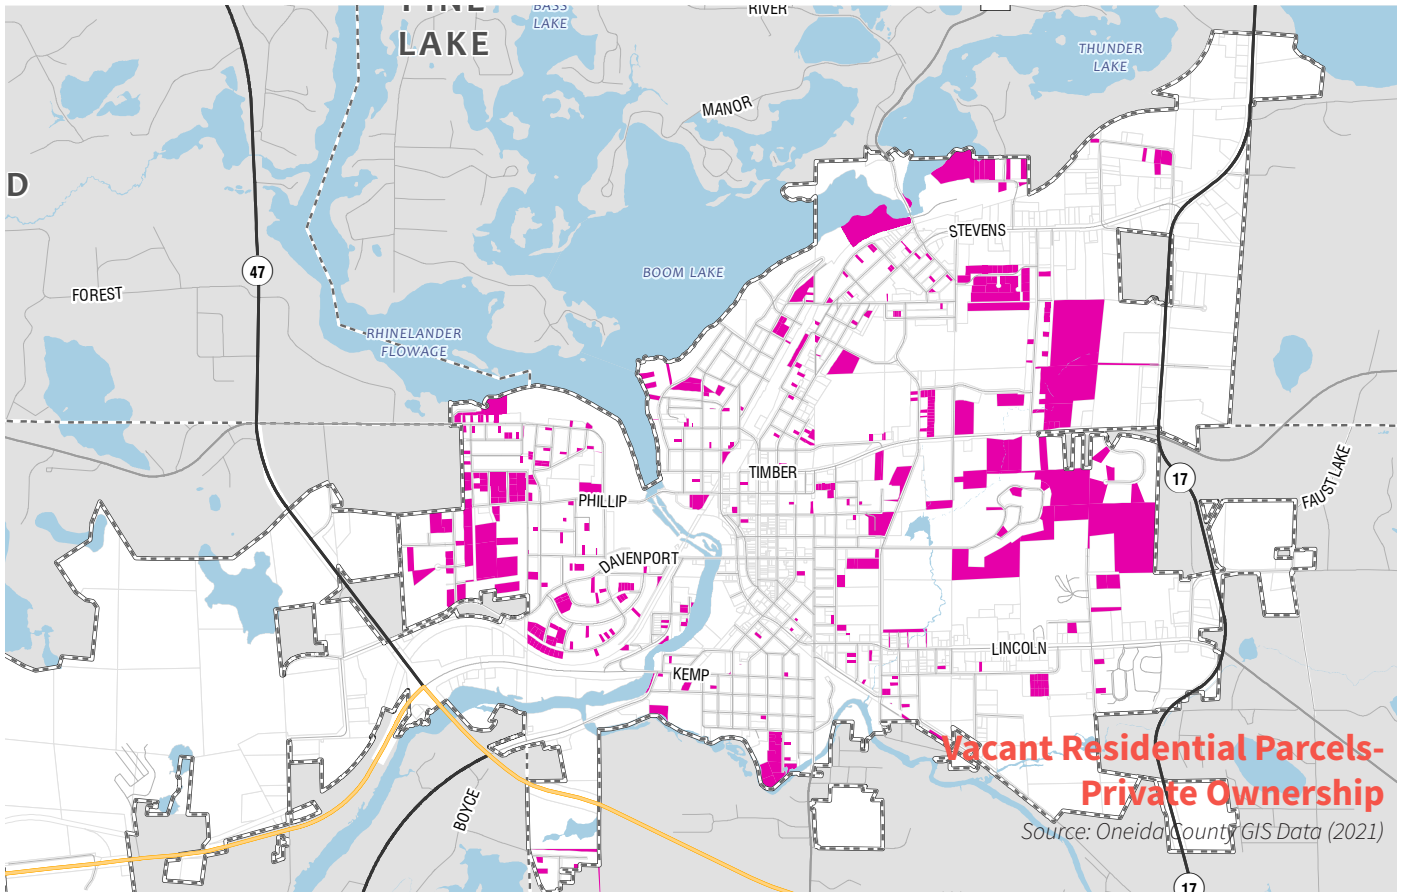 PINE
LAKE
BASS
LAKE
RIVER
THUNDER
LAKE
MANOR
D
STEVENS
47
BOOM LAKE
FOREST
RHINELANDER
FLOWAGE
TIMBER
17
FAUST LAKE
PHILLIP
DAVENPORT
LINCOLN
KEMP
Vacant Residential Parcels-
Private Ownership
Source: Oneida County GIS Data (2021)
BOYCE
17